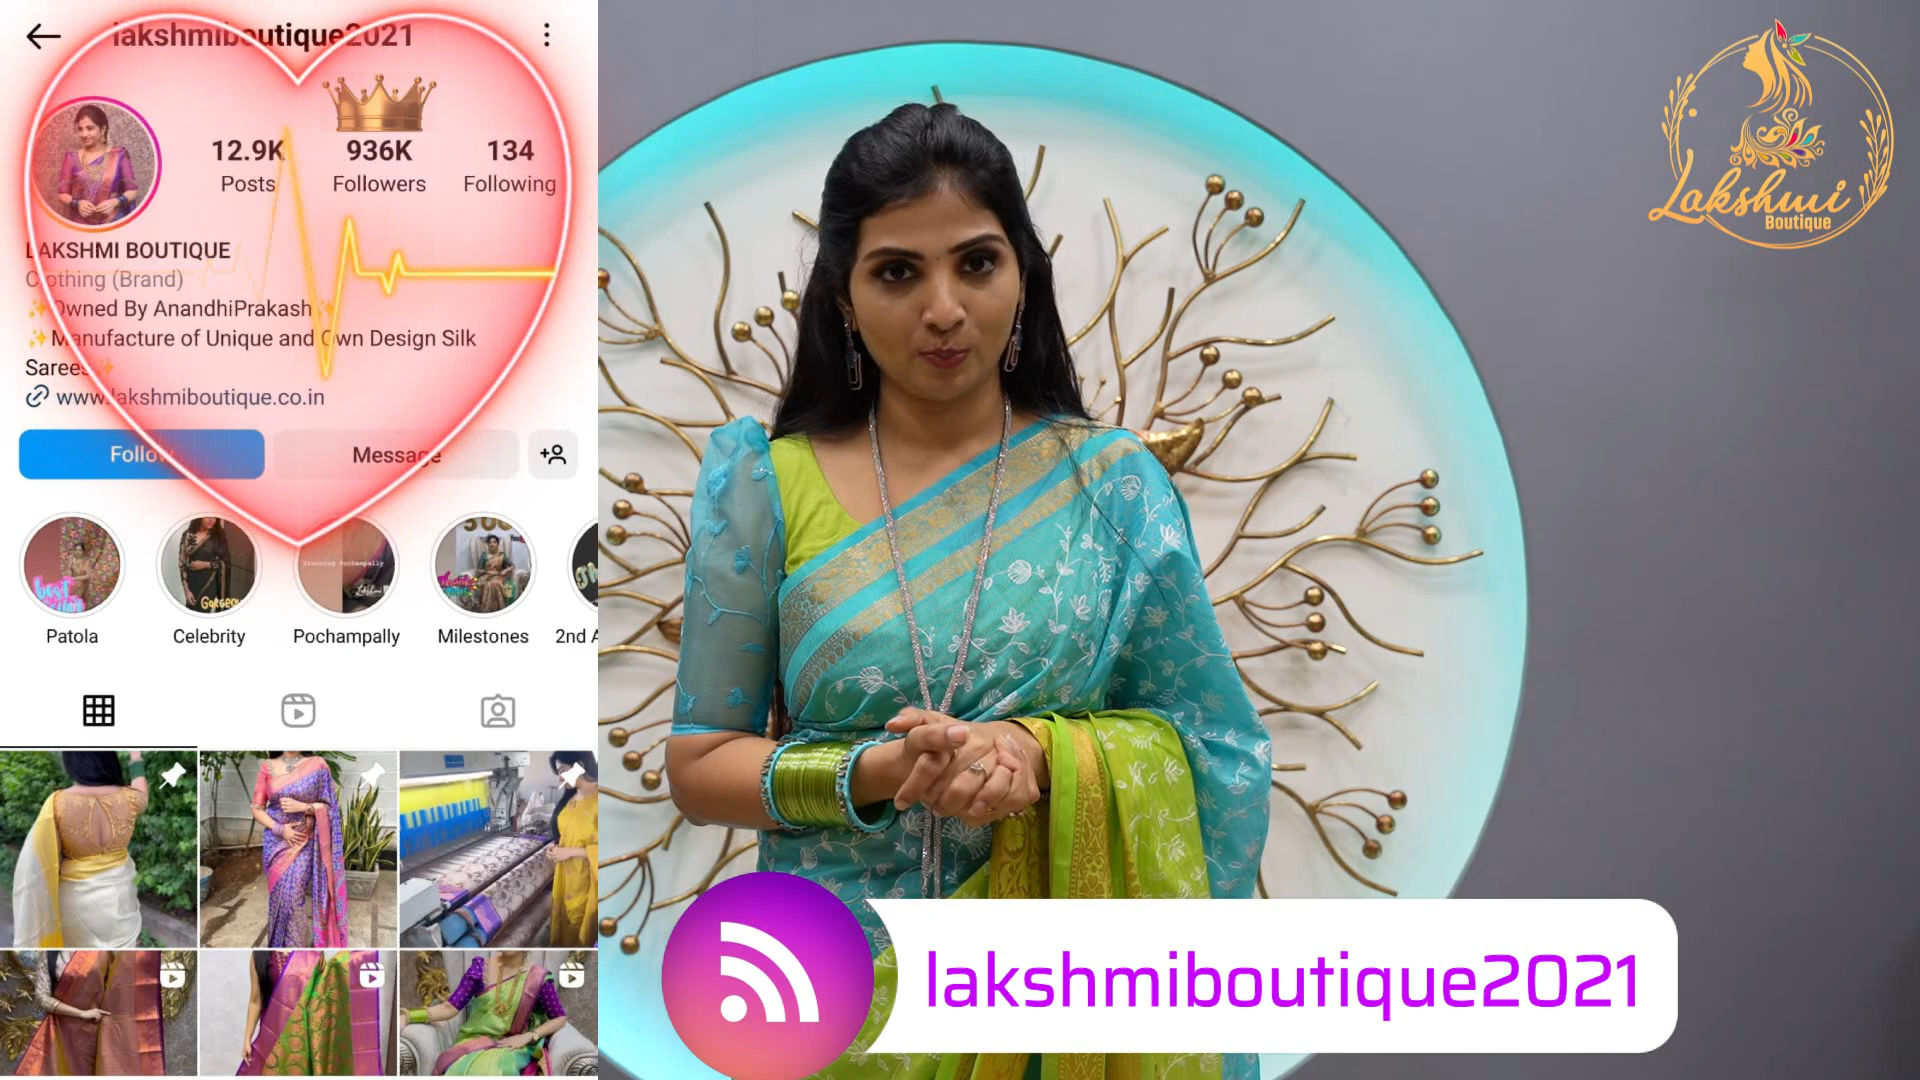 lakshmiboutique2021
12.9K
936K
134
Posts
Followers
Following
LAKSHMI BOUTIQUE
Clothing (Brand)
✨Owned By AnandhiPrakash✨
✨Manufacture of Unique and Own Design Silk
Sarees✨
www.lakshmiboutique.co.in
Follow
Message
Patola
Celebrity
Pochampally
Milestones
2nd A
Lakshmi
Boutique
lakshmiboutique2021